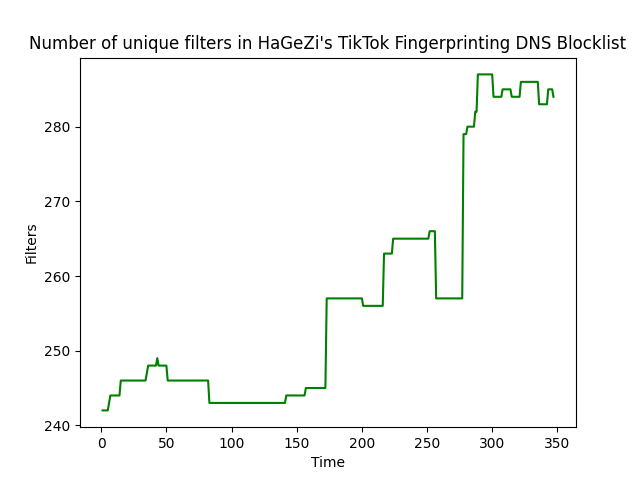 Number of unique filters in HaGeZi's TikTok Fingerprinting DNS Blocklist
Filters
280
270
260
250
240
0 50 100 150 200 250 300 350
Time